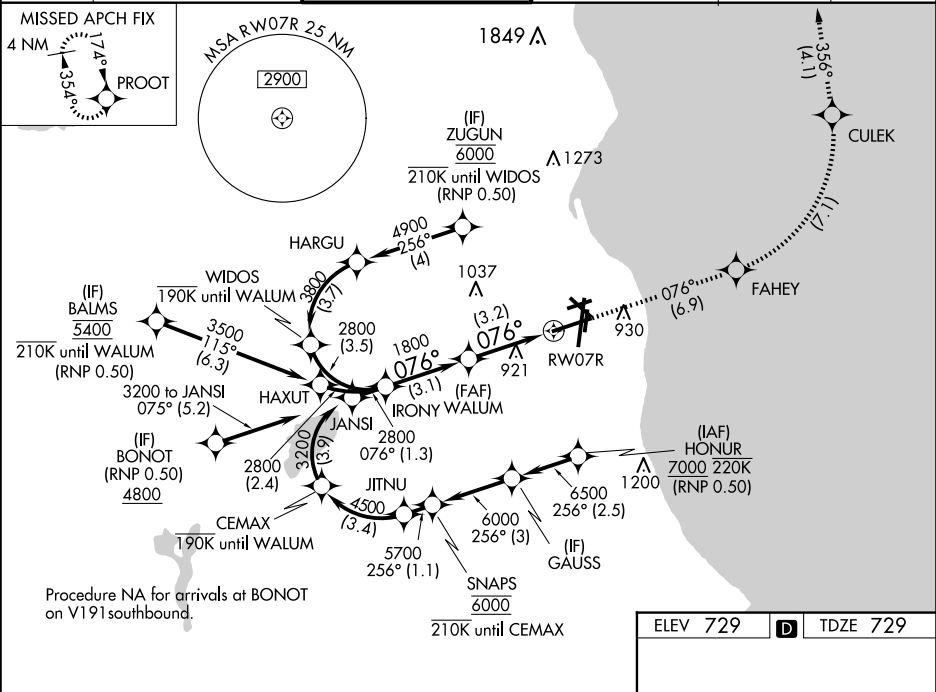 MISSED APCH FIX
4 NM
174°
354°
PROOT
MSA RW07R 25 NM
2900
1849
356°
(4.1)
CULEK
(IF)
ZUGUN
6000
210K until WIDOS
(RNP 0.50)
1273
4900
256°
(4)
HARGU
(7.1)
WIDOS
190K until WALUM
3800
(3.7)
1037
FAHEY
076°
(6.9)
(IF)
BALMS
5400
210K until WALUM
(RNP 0.50)
3500
115°
(6.3)
2800
(3.5)
1800
076°
(3.1)
(3.2)
076°
930
921
RW07R
3200 to JANSI
075° (5.2)
HAXUT
IRONY
(FAF)
WALUM
JANSI
2800
076° (1.3)
(IF)
BONOT
(RNP 0.50)
4800
2800
(2.4)
3200
(3.9)
(IAF)
HONUR
7000 220K
(RNP 0.50)
1200
JITNU
CEMAX
190K until WALUM
4500
(3.4)
6500
256° (2.5)
6000
256° (3)
(IF)
GAUSS
5700
256° (1.1)
SNAPS
6000
210K until CEMAX
Procedure NA for arrivals at BONOT
on V191southbound.
ELEV 729 D TDZE 729